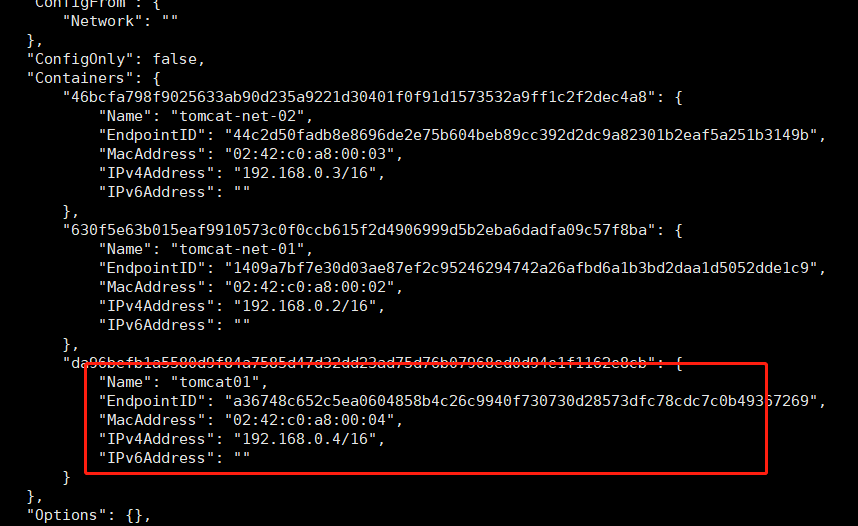 "ConfigFrom": {
"Network": ""
},
"ConfigOnly": false,
"Containers": {
"46bcfa798f9025633ab90d235a9221d30401f0f91d1573532a9ff1c2f2dec4a8": {
"Name": "tomcat-net-02",
"EndpointID": "44c2d50fadb8e8696de2e75b604beb89cc392d2dc9a82301b2eaf5a251b3149b",
"MacAddress": "02:42:c0:a8:00:03",
"IPv4Address": "192.168.0.3/16",
"IPv6Address": ""
},
"630f5e63b015eaf9910573c0f0ccb615f2d4906999d5b2eba6dadfa09c57f8ba": {
"Name": "tomcat-net-01",
"EndpointID": "1409a7bf7e30d03ae87ef2c95246294742a26afbd6a1b3bd2daa1d5052dde1c9",
"MacAddress": "02:42:c0:a8:00:02",
"IPv4Address": "192.168.0.2/16",
"IPv6Address": ""
},
{
"Name": "tomcat01",
"EndpointID": "a36748c652c5ea0604858b4c26c9940f730730d28573dfc78cdc7c0b49367269",
"MacAddress": "02:42:c0:a8:00:04",
"IPv4Address": "192.168.0.4/16",
"IPv6Address": ""
}
},
"Options": {},